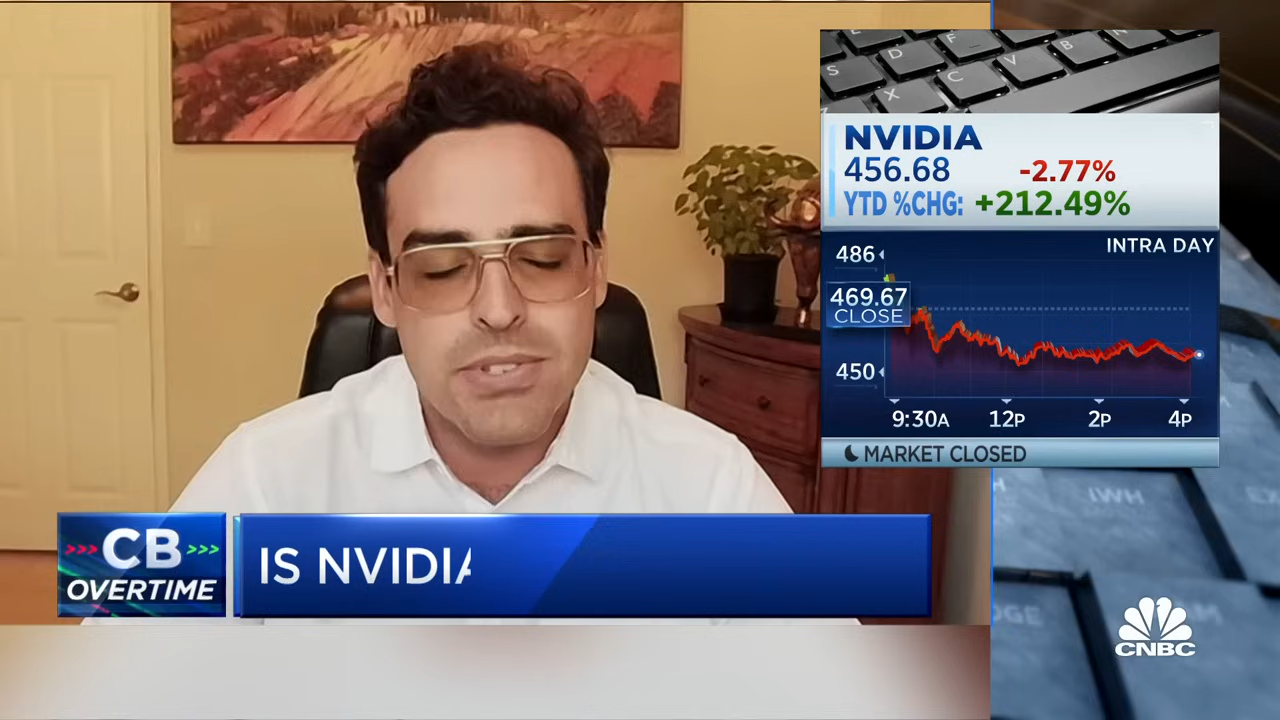 S D F V B
X C
NVIDIA
456.68 -2.77%
YTD %CHG: +212.49%
INTRA DAY
486
469.67
CLOSE
450
9:30A 12P 2P 4P
MARKET CLOSED
>>> CB >>>
OVERTIME
IS NVIDIA
IWH
CNBC